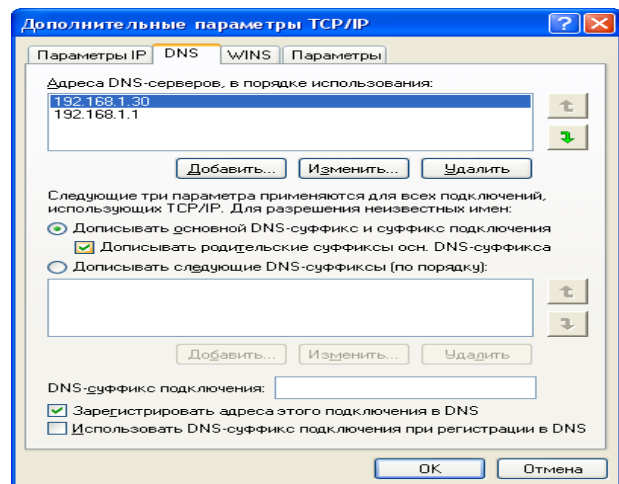 Дополнительные параметры TCP/IP
Параметры IP DNS WINS Параметры
Адреса DNS-серверов, в порядке использования:
192.168.1.30
192.168.1.1
Добавить... Изменить... Удалить
Следующие три параметра применяются для всех подключений,
использующих TCP/IP. Для разрешения неизвестных имен:
Дописывать основной DNS-суффикс и суффикс подключения
Дописывать родительские суффиксы осн. DNS-суффикса
Дописывать следующие DNS-суффиксы (по порядку):
Добавить... Изменить... Удалить
DNS-суффикс подключения:
Зарегистрировать адреса этого подключения в DNS
Использовать DNS-суффикс подключения при регистрации в DNS
OK Отмена